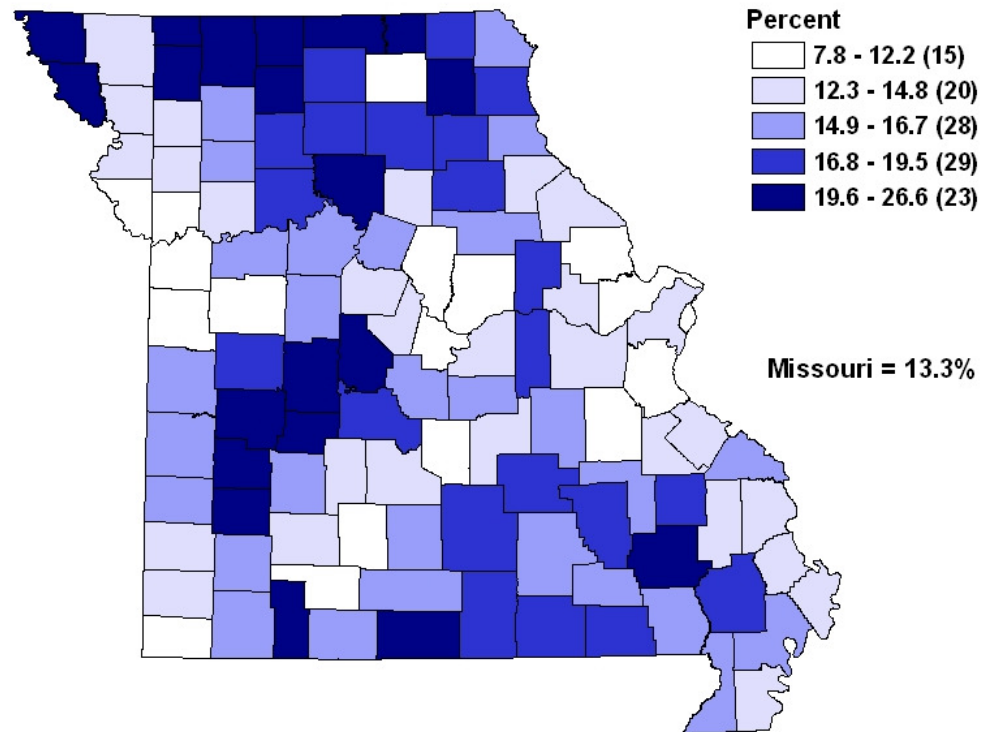 Percent
7.8 - 12.2 (15)
12.3 - 14.8 (20)
14.9 - 16.7 (28)
16.8 - 19.5 (29)
19.6 - 26.6 (23)
Missouri = 13.3%